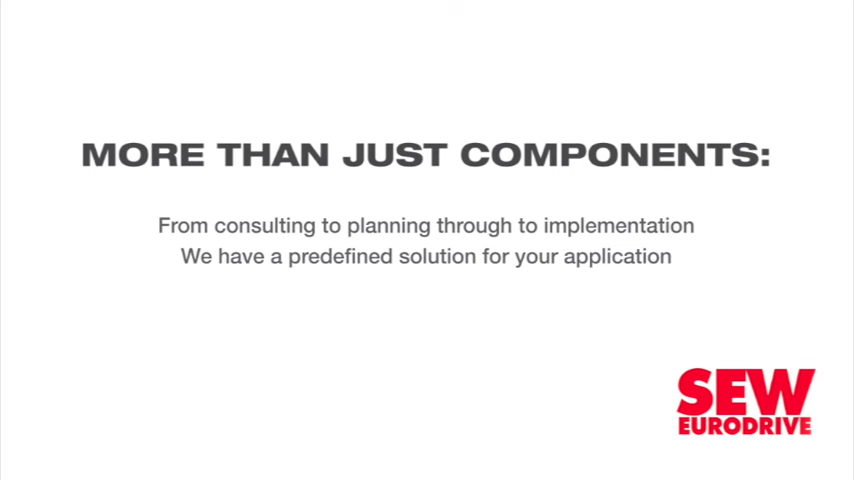 MORE THAN JUST COMPONENTS:
From consulting to planning through to implementation
We have a predefined solution for your application
SEW
EURODRIVE